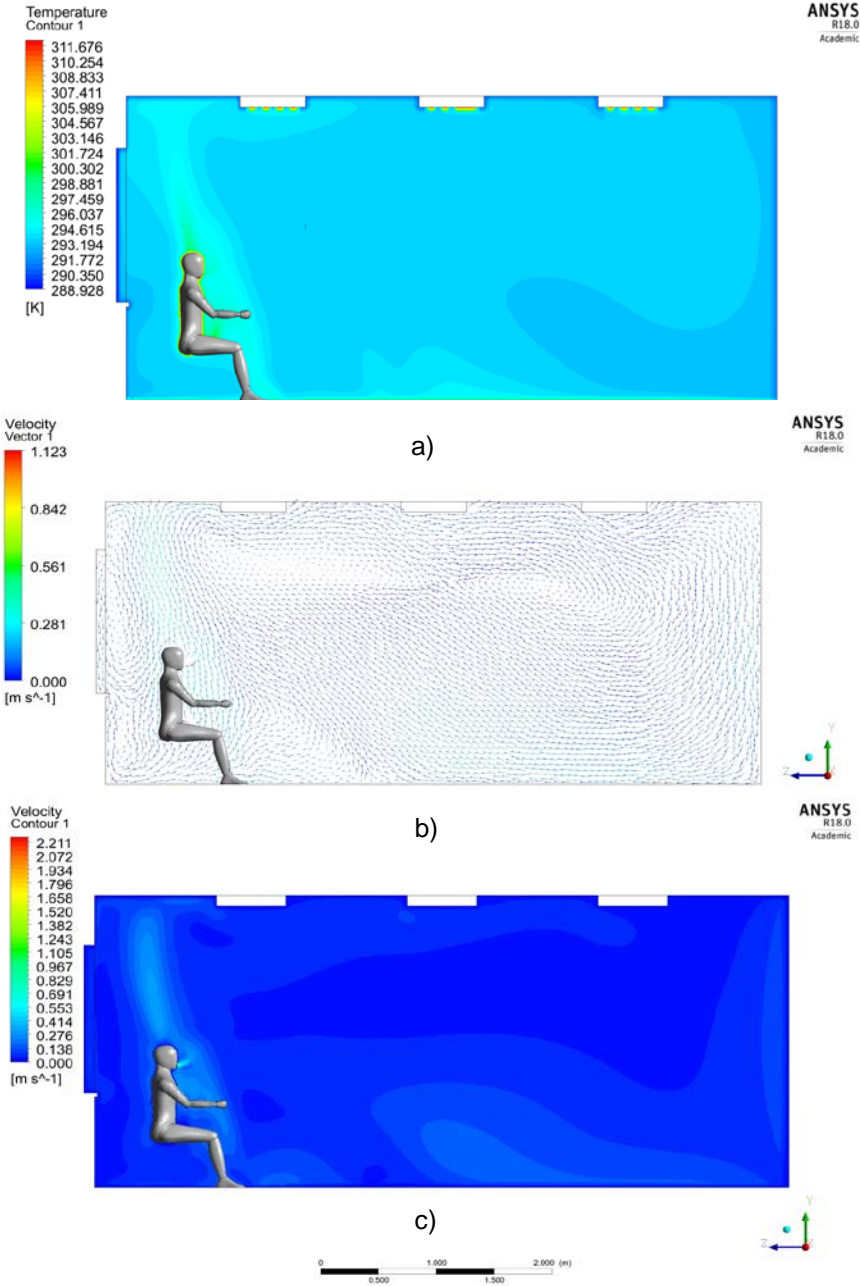 Temperature
Contour 1
311.676
310.254
308.833
307.411
305.989
304.567
303.146
301.724
300.302
298.881
297.459
296.037
294.615
293.194
291.772
290.350
288.928
[K]
ANSYS
R18.0
Academic
a)
Velocity
Vector 1
1.123
0.842
0.561
0.281
0.000
[m s^-1]
ANSYS
R18.0
Academic
Y
Z
X
b)
Velocity
Contour 1
2.211
2.072
1.934
1.796
1.658
1.520
1.382
1.243
1.105
0.967
0.829
0.691
0.553
0.414
0.276
0.138
0.000
[m s^-1]
ANSYS
R18.0
Academic
Y
Z
X
c)
0 1.000 2.000 (m)
0.500 1.500